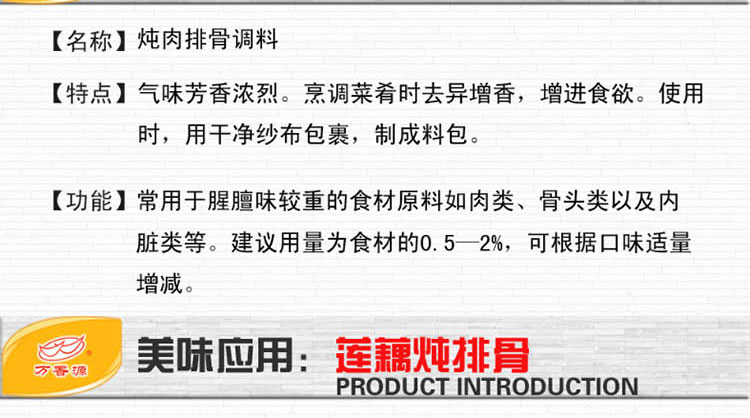 【名称】炖肉排骨调料
【特点】气味芳香浓烈。烹调菜肴时去异增香，增进食欲。使用
时，用干净纱布包裹，制成料包。
【功能】常用于腥膻味较重的食材原料如肉类、骨头类以及内
脏类等。建议用量为食材的0.5—2%，可根据口味适量
增减。
万香源®
美味应用：莲藕炖排骨
PRODUCT INTRODUCTION